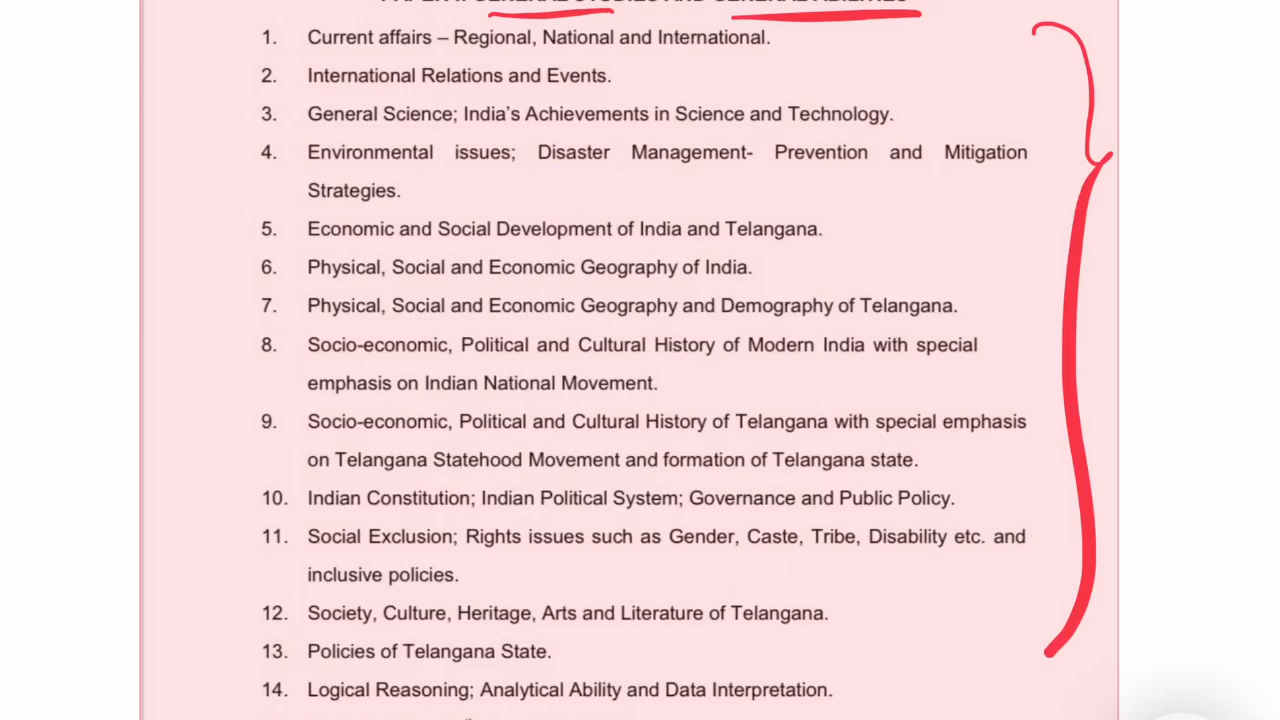 1. Current affairs – Regional, National and International.
2. International Relations and Events.
3. General Science; India's Achievements in Science and Technology.
4. Environmental issues; Disaster Management- Prevention and Mitigation
Strategies.
5. Economic and Social Development of India and Telangana.
6. Physical, Social and Economic Geography of India.
7. Physical, Social and Economic Geography and Demography of Telangana.
8. Socio-economic, Political and Cultural History of Modern India with special
emphasis on Indian National Movement.
9. Socio-economic, Political and Cultural History of Telangana with special emphasis
on Telangana Statehood Movement and formation of Telangana state.
10. Indian Constitution; Indian Political System; Governance and Public Policy.
11. Social Exclusion; Rights issues such as Gender, Caste, Tribe, Disability etc. and
inclusive policies.
12. Society, Culture, Heritage, Arts and Literature of Telangana.
13. Policies of Telangana State.
14. Logical Reasoning; Analytical Ability and Data Interpretation.